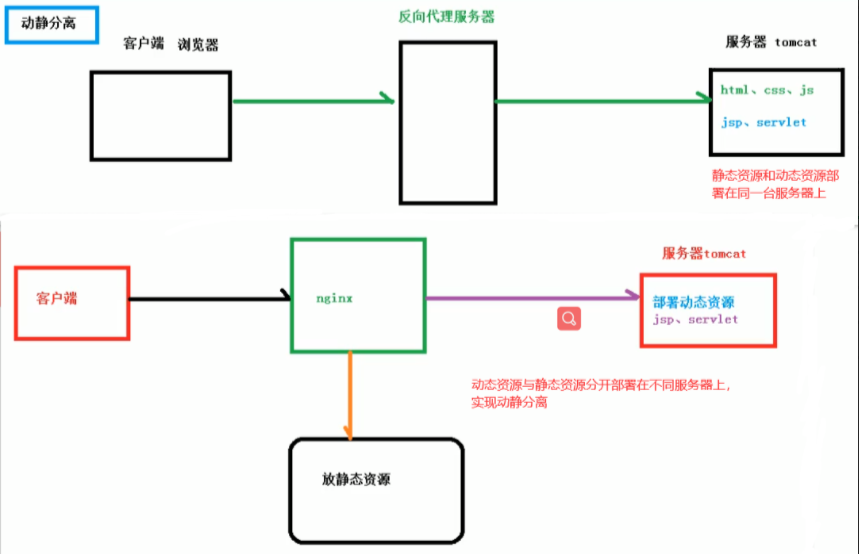 动静分离
客户端 浏览器
反向代理服务器
服务器 tomcat
html、css、js
jsp、servlet
静态资源和动态资源部
署在同一台服务器上
客户端
nginx
服务器tomcat
部署动态资源
jsp、servlet
动态资源与静态资源分开部署在不同服务器上，
实现动静分离
放静态资源